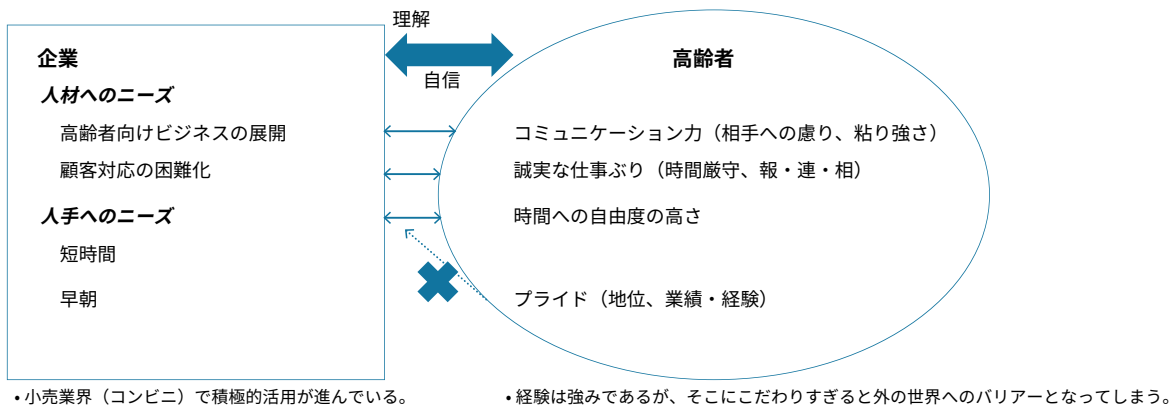 理解
自信
企業
人材へのニーズ
高齢者向けビジネスの展開
顧客対応の困難化
人手へのニーズ
短時間
早朝
高齢者
コミュニケーション力（相手への慮り、粘り強さ）
誠実な仕事ぶり（時間厳守、報・連・相）
時間への自由度の高さ
プライド（地位、業績・経験）
• 小売業界（コンビニ）で積極的活用が進んでいる。
• 経験は強みであるが、そこにこだわりすぎると外の世界へのバリアーとなってしまう。